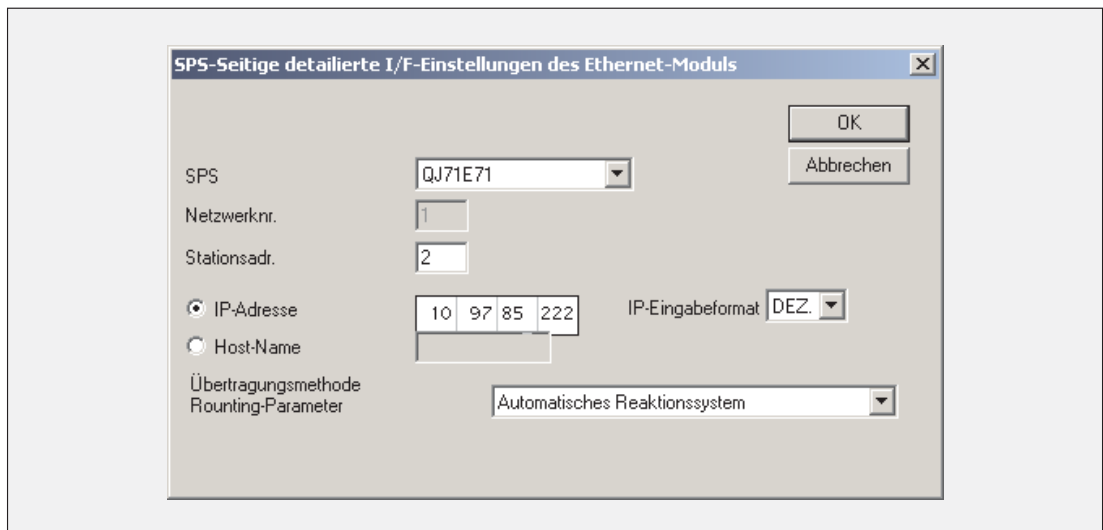 SPS-Seitige detailierte I/F-Einstellungen des Ethernet-Moduls
OK
Abbrechen
SPS QJ71E71
Netzwerknr. 1
Stationsadr. 2
IP-Adresse 10 97 85 222 IP-Eingabeformat DEZ.
Host-Name
Übertragungsmethode
Rounting-Parameter
Automatisches Reaktionssystem